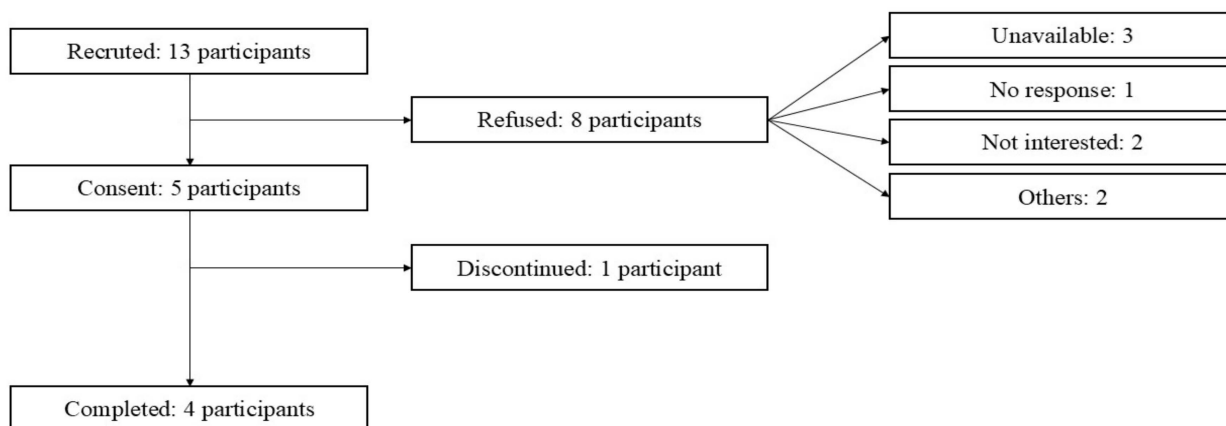 Recruted: 13 participants
Refused: 8 participants
Unavailable: 3
No response: 1
Not interested: 2
Others: 2
Consent: 5 participants
Discontinued: 1 participant
Completed: 4 participants